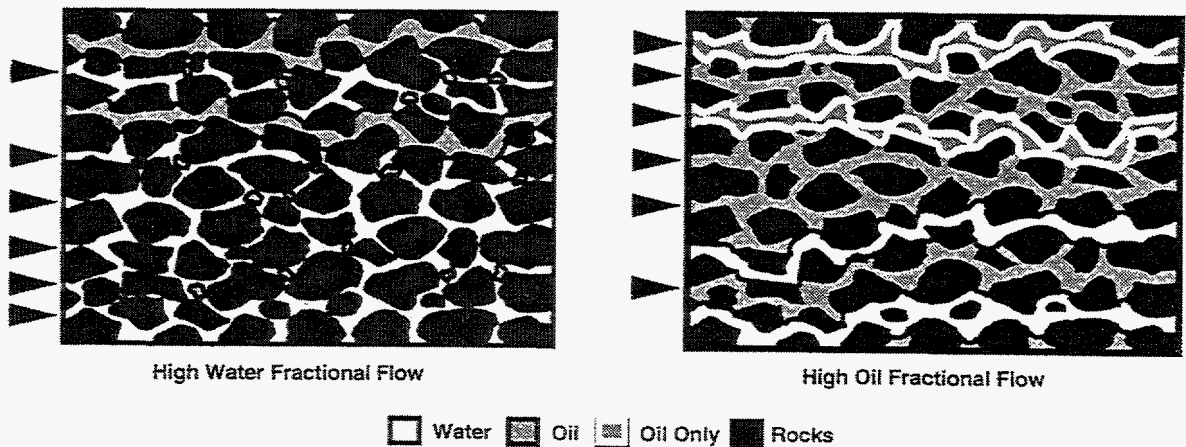 High Water Fractional Flow
High Oil Fractional Flow
Water Oil Oil Only Rocks